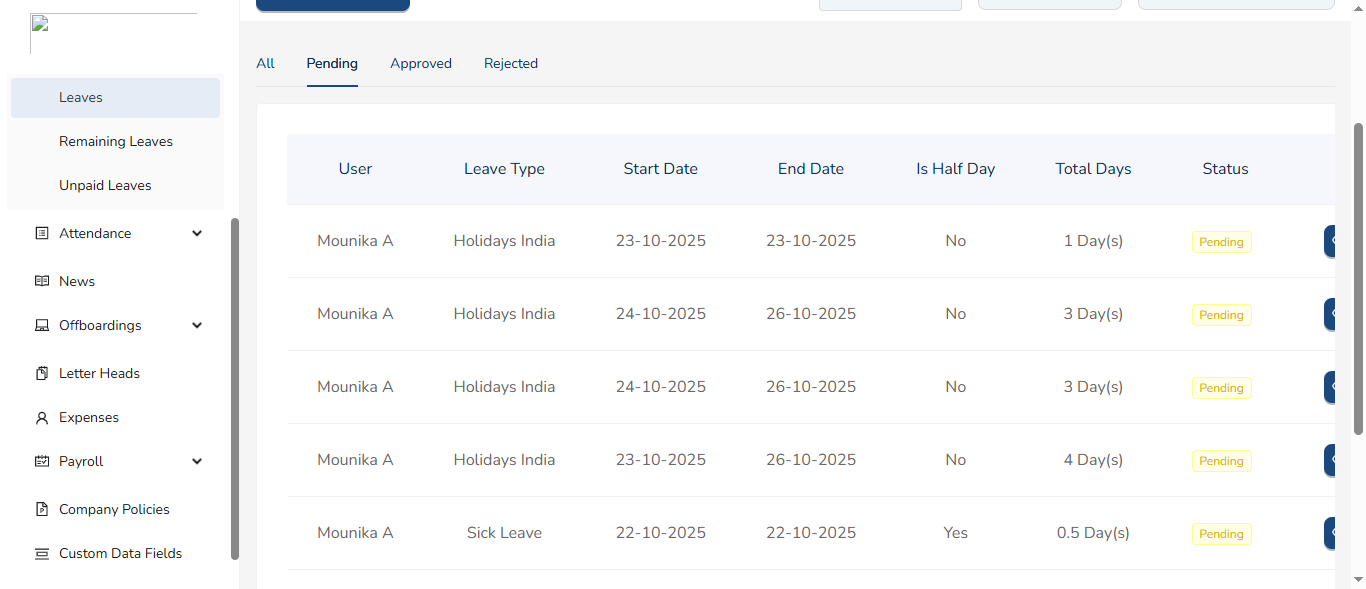 All Pending Approved Rejected
Leaves
Remaining Leaves
Unpaid Leaves
Attendance
News
Offboardings
Letter Heads
Expenses
Payroll
Company Policies
Custom Data Fields
User Leave Type Start Date End Date Is Half Day Total Days Status
Mounika A Holidays India 23-10-2025 23-10-2025 No 1 Day(s) Pending
Mounika A Holidays India 24-10-2025 26-10-2025 No 3 Day(s) Pending
Mounika A Holidays India 24-10-2025 26-10-2025 No 3 Day(s) Pending
Mounika A Holidays India 23-10-2025 26-10-2025 No 4 Day(s) Pending
Mounika A Sick Leave 22-10-2025 22-10-2025 Yes 0.5 Day(s) Pending